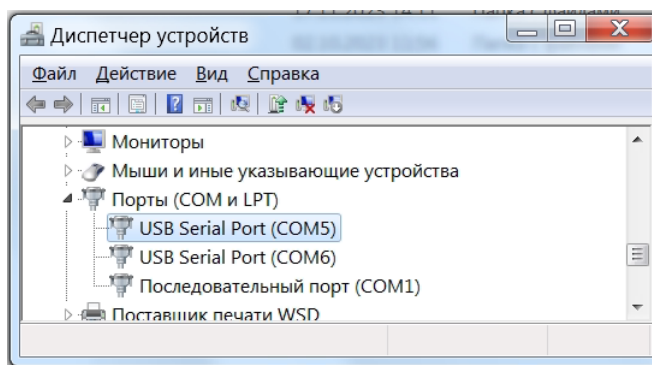 Диспетчер устройств
Файл Действие Вид Справка
Мониторы
Мыши и иные указывающие устройства
Порты (COM и LPT)
USB Serial Port (COM5)
USB Serial Port (COM6)
Последовательный порт (COM1)
Поставщик печати WSD